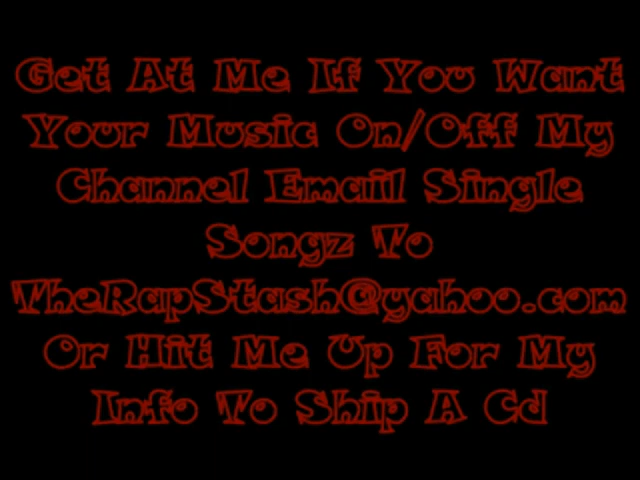 Get At Me If You Want
Your Music On/Off My
Channel Email Single
Songz To
TheRapStash@yahoo.com
Or Hit Me Up For My
Info To Ship A Cd